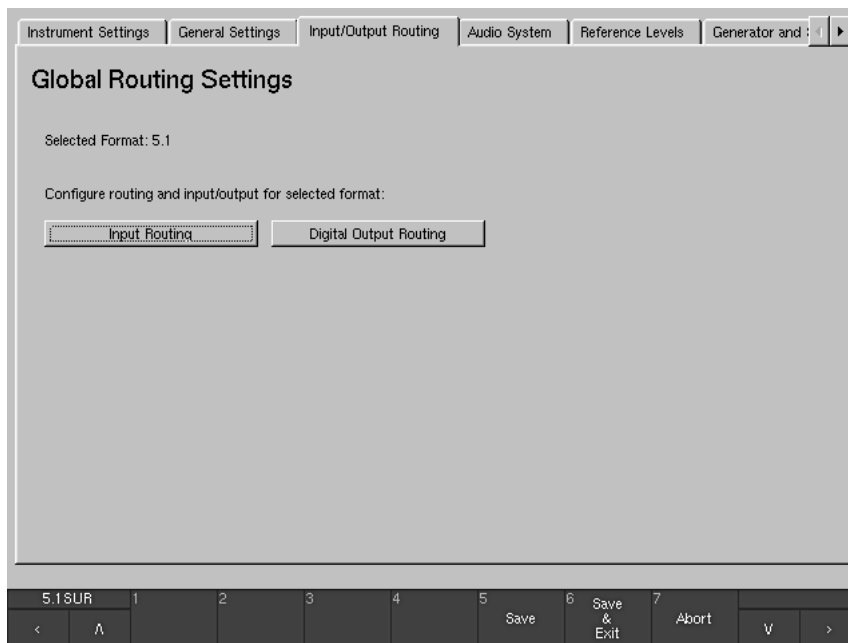 Instrument Settings General Settings Input/Output Routing Audio System Reference Levels Generator and
Global Routing Settings
Selected Format: 5.1
Configure routing and input/output for selected format:
Input Routing Digital Output Routing
5.1SUR 1 2 3 4 5 Save 6 Save & Exit 7 Abort
< Λ V >